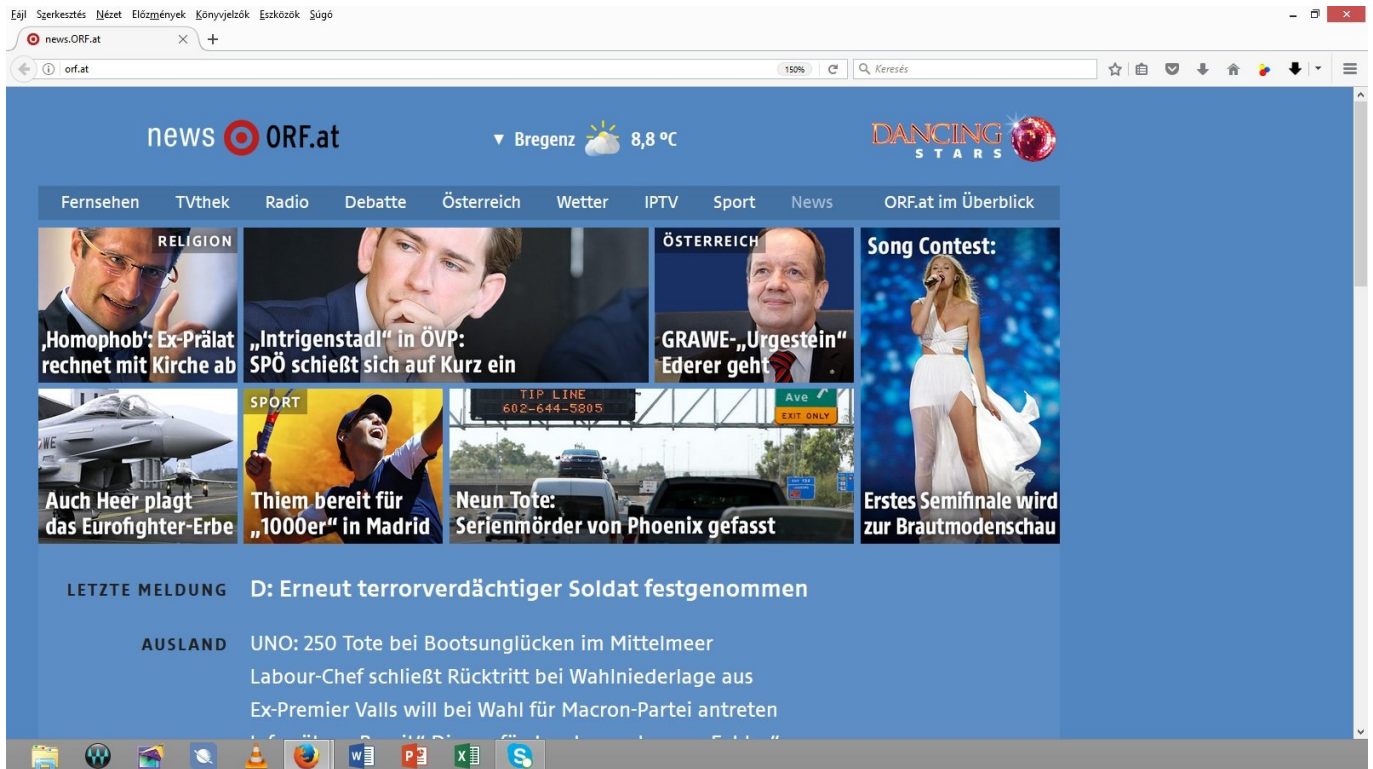 Fájl Szerkesztés Nézet Előzmények Könyvjelzők Eszközök Súgó
news.ORF.at
orf.at
150%
Keresés
news ORF.at
Bregenz
8,8 °C
DANCING
STARS
Fernsehen TVthek Radio Debatte Österreich Wetter IPTV Sport News ORF.at im Überblick
RELIGION
‚Homophob‘: Ex-Prälat
rechnet mit Kirche ab
„Intrigenstadl“ in ÖVP:
SPÖ schießt sich auf Kurz ein
ÖSTERREICH
GRAWE-„Urgestein“
Ederer geht
Song Contest:
Erstes Semifinale wird
zur Brautmodenschau
Auch Heer plagt
das Eurofighter-Erbe
SPORT
Thiem bereit für
„1000er“ in Madrid
TIP LINE
602-644-5805
Ave
EXIT ONLY
Neun Tote:
Serienmörder von Phoenix gefasst
LETZTE MELDUNG
D: Erneut terrorverdächtiger Soldat festgenommen
AUSLAND
UNO: 250 Tote bei Bootsunglücken im Mittelmeer
Labour-Chef schließt Rücktritt bei Wahlniederlage aus
Ex-Premier Valls will bei Wahl für Macron-Partei antreten